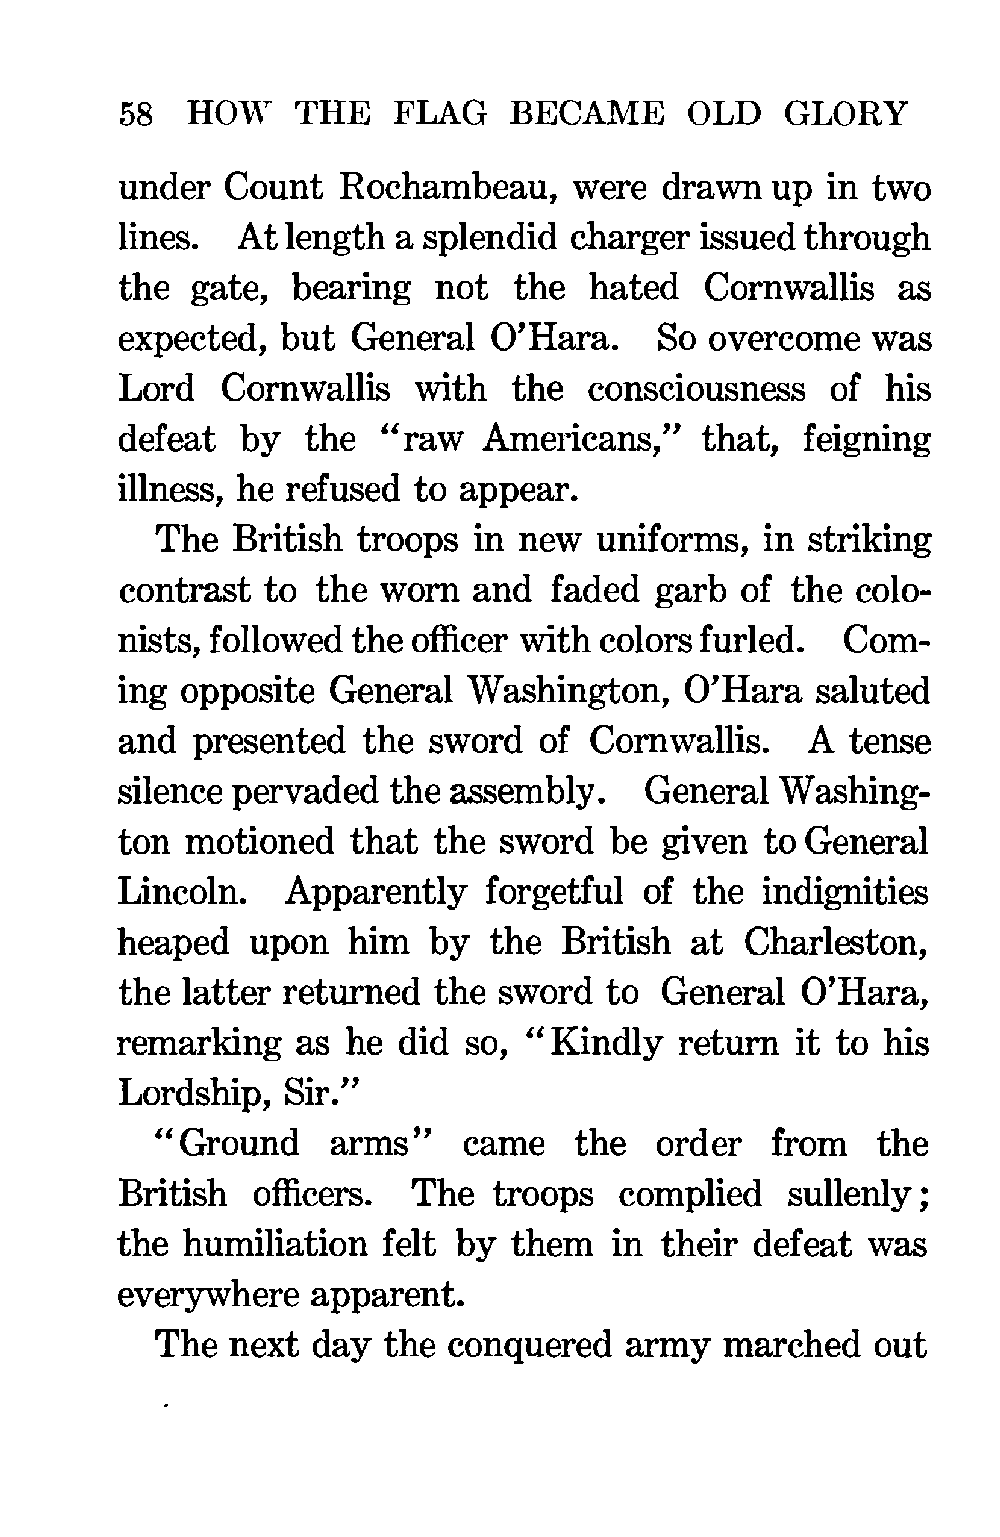 58 HOW THE FLAG BECAME OLD GLORY
under Count Rochambeau, were drawn up in two
lines. At length a splendid charger issued through
the gate, bearing not the hated Cornwallis as
expected, but General O'Hara. So overcome was
Lord Cornwallis with the consciousness of his
defeat by the "raw Americans," that, feigning
illness, he refused to appear.
The British troops in new uniforms, in striking
contrast to the worn and faded garb of the colo-
nists, followed the officer with colors furled. Com-
ing opposite General Washington, O'Hara saluted
and presented the sword of Cornwallis. A tense
silence pervaded the assembly. General Washing-
ton motioned that the sword be given to General
Lincoln. Apparently forgetful of the indignities
heaped upon him by the British at Charleston,
the latter returned the sword to General O'Hara,
remarking as he did so, "Kindly return it to his
Lordship, Sir."
"Ground arms" came the order from the
British officers. The troops complied sullenly;
the humiliation felt by them in their defeat was
everywhere apparent.
The next day the conquered army marched out